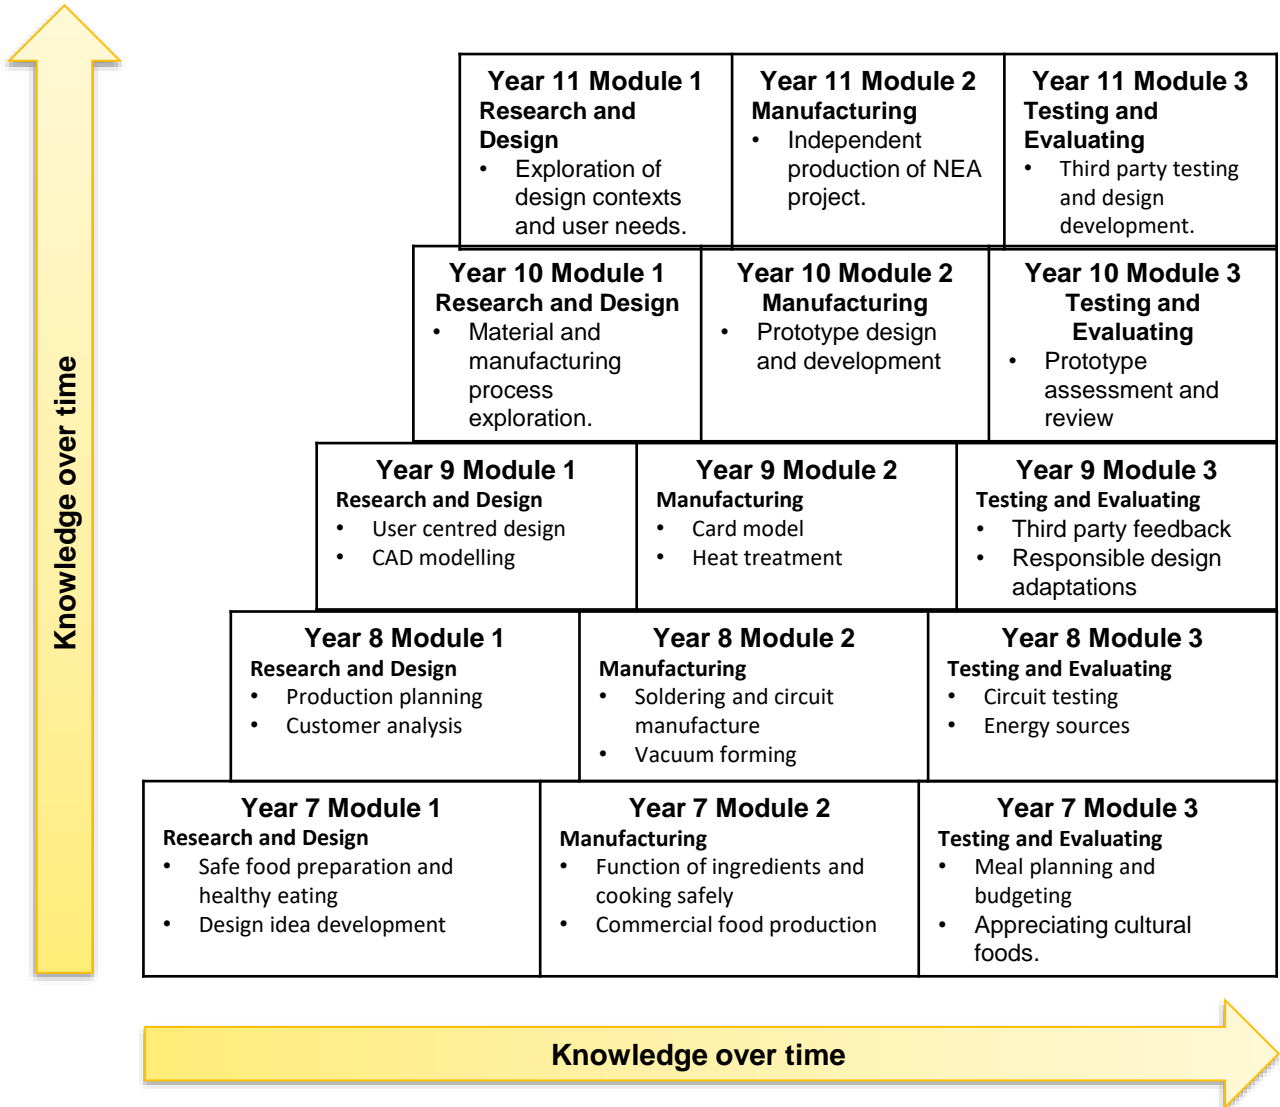 Year 11 Module 1
Research and
Design
• Exploration of
design contexts
and user needs.
Year 11 Module 2
Manufacturing
• Independent
production of NEA
project.
Year 11 Module 3
Testing and
Evaluating
• Third party testing
and design
development.
Year 10 Module 1
Research and Design
• Material and
manufacturing
process
exploration.
Year 10 Module 2
Manufacturing
• Prototype design
and development
Year 10 Module 3
Testing and
Evaluating
• Prototype
assessment and
review
Year 9 Module 1
Research and Design
• User centred design
• CAD modelling
Year 9 Module 2
Manufacturing
• Card model
• Heat treatment
Year 9 Module 3
Testing and Evaluating
• Third party feedback
• Responsible design
adaptations
Year 8 Module 1
Research and Design
• Production planning
• Customer analysis
Year 8 Module 2
Manufacturing
• Soldering and circuit
manufacture
• Vacuum forming
Year 8 Module 3
Testing and Evaluating
• Circuit testing
• Energy sources
Year 7 Module 1
Research and Design
• Safe food preparation and
healthy eating
• Design idea development
Year 7 Module 2
Manufacturing
• Function of ingredients and
cooking safely
• Commercial food production
Year 7 Module 3
Testing and Evaluating
• Meal planning and
budgeting
• Appreciating cultural
foods.
Knowledge over time
Knowledge over time